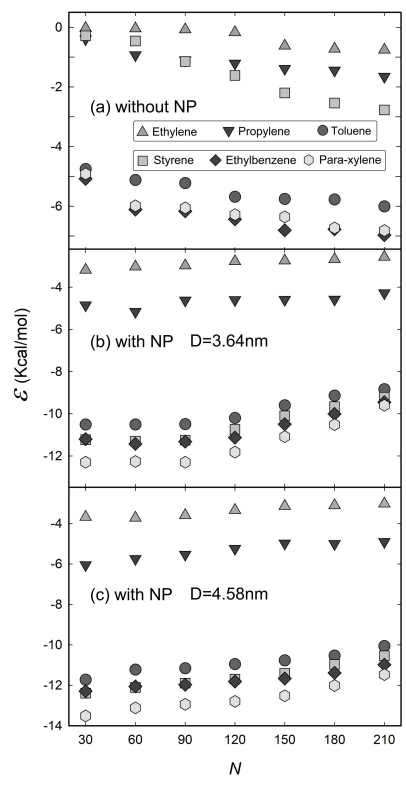 0
-2
(a) without NP
Ethylene Propylene Toluene
Styrene Ethylbenzene Para-xylene
-4
-6
ε (Kcal/mol)
-4
-6
(b) with NP D=3.64nm
-8
-10
-12
-4
-6
(c) with NP D=4.58nm
-8
-10
-12
-14
30 60 90 120 150 180 210
N